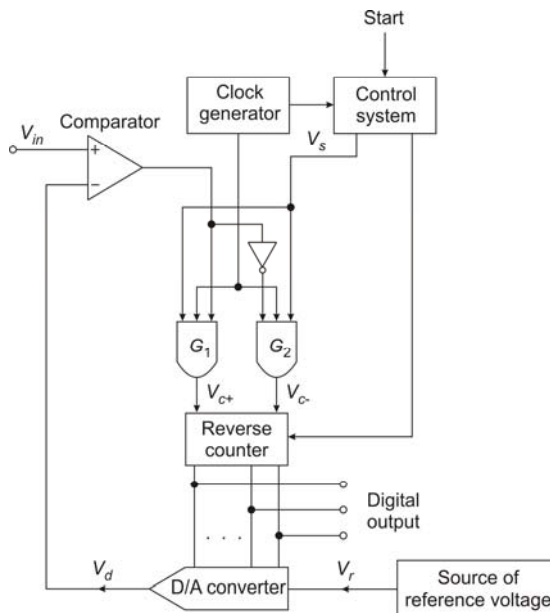 Start
Clock
generator
Control
system
Comparator
V_in
+
−
V_s
G_1
G_2
V_c+
V_c-
Reverse
counter
Digital
output
. . .
V_d
D/A converter
V_r
Source of
reference voltage